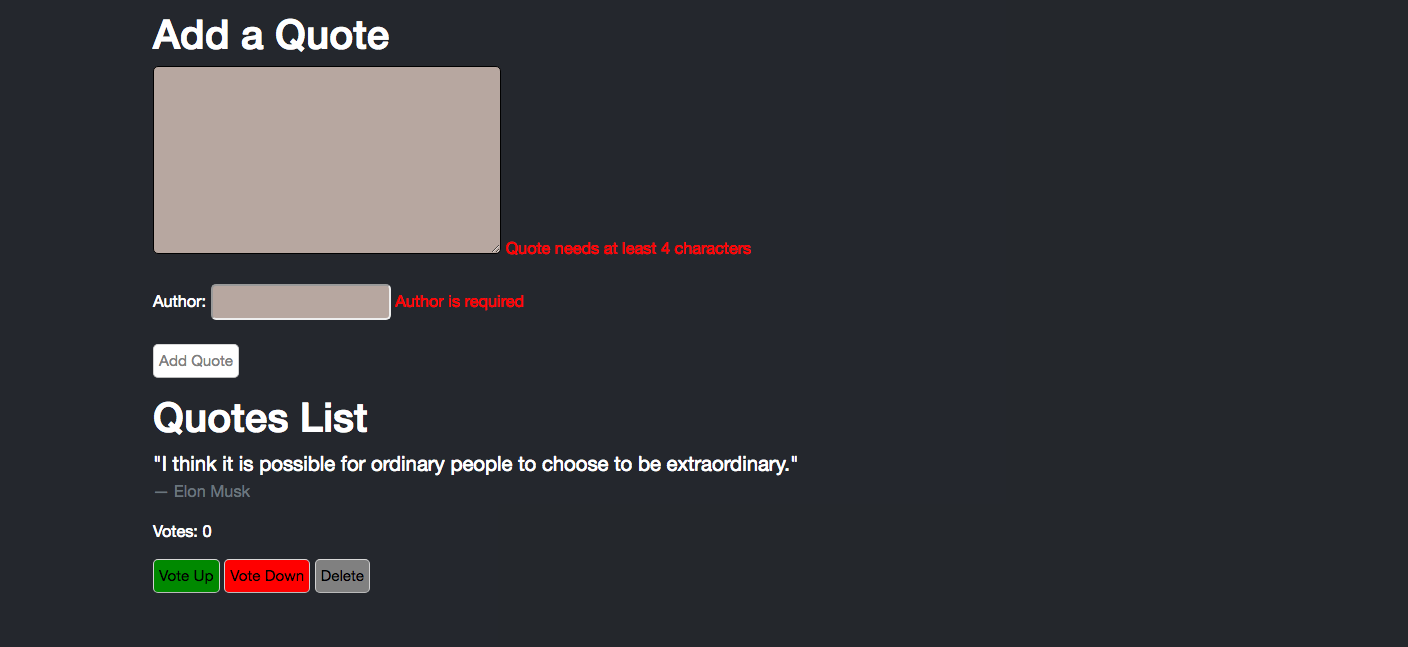 Add a Quote
Quote needs at least 4 characters
Author: Author is required
Add Quote
Quotes List
"I think it is possible for ordinary people to choose to be extraordinary."
— Elon Musk
Votes: 0
Vote Up Vote Down Delete